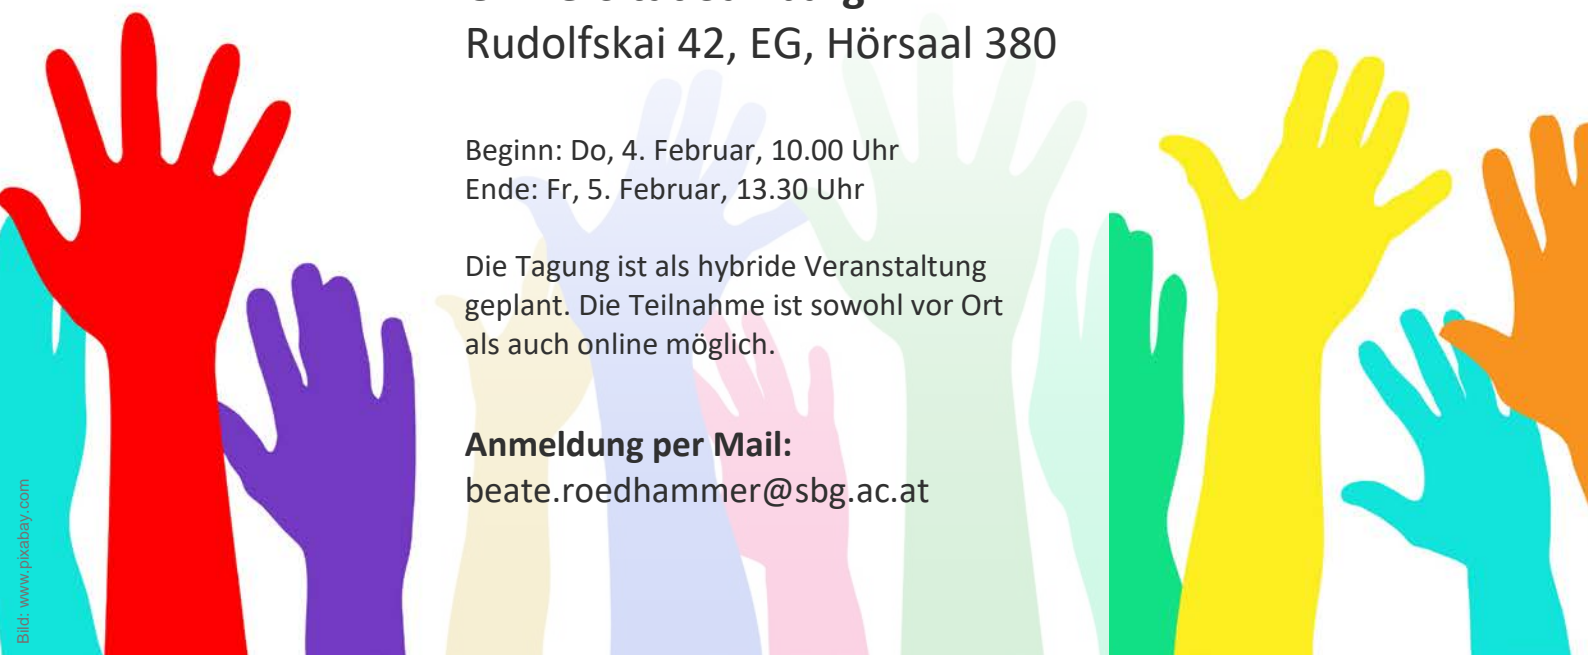 Rudolfskai 42, EG, Hörsaal 380
Beginn: Do, 4. Februar, 10.00 Uhr
Ende: Fr, 5. Februar, 13.30 Uhr
Die Tagung ist als hybride Veranstaltung
geplant. Die Teilnahme ist sowohl vor Ort
als auch online möglich.
Anmeldung per Mail:
beate.roedhammer@sbg.ac.at
Bild: www.pixabay.com